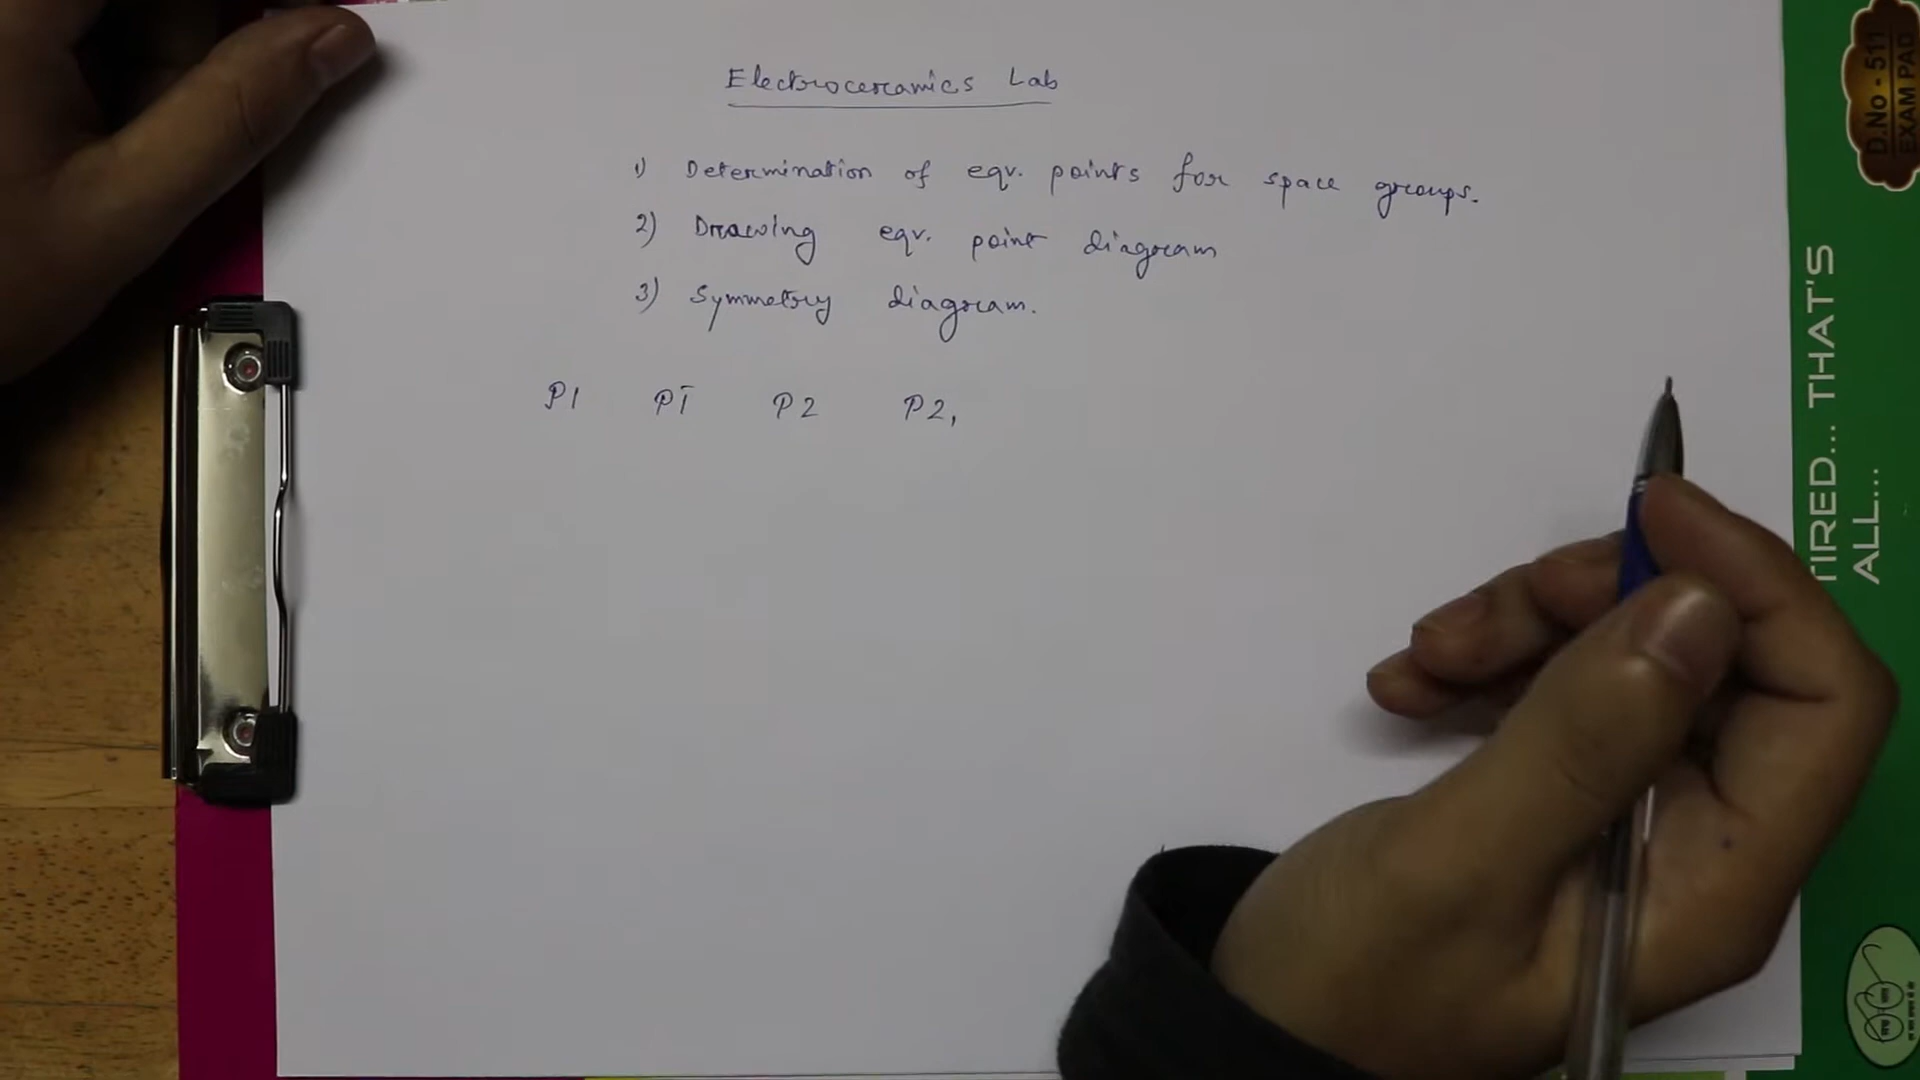 Electroceramics Lab
1) Determination of eqv. points for space groups.
2) Drawing eqv. point diagram
3) Symmetry diagram.
P1 P1̅ P2 P2₁
D.No - 511
EXAM PAD
TIRED... THAT'S
ALL...